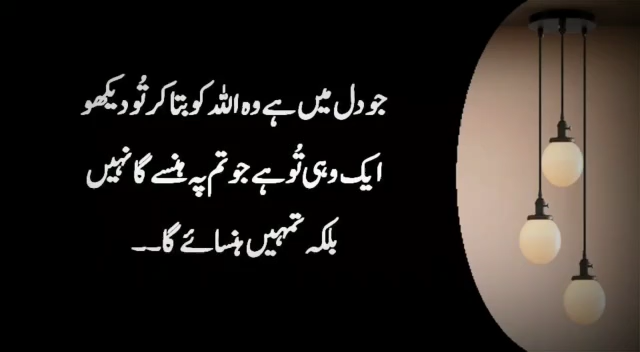 جو دل میں ہے وہ اللہ کو بتا کر تُو دیکھو
ایک وہی تُو ہے جو تم پہ ہنسے گا نہیں
بلکہ تمہیں ہنسائے گا۔۔